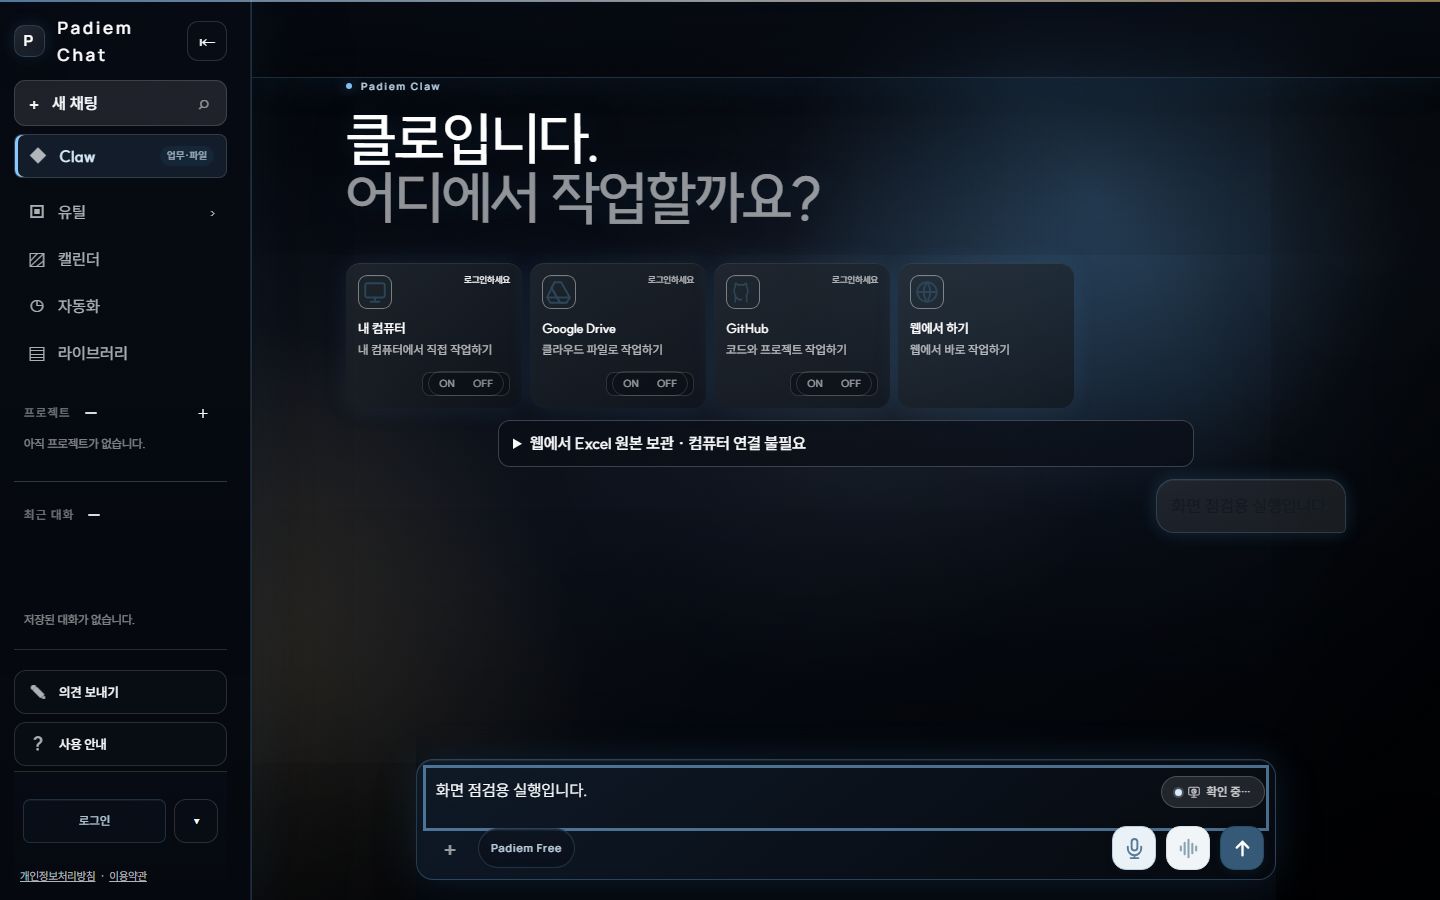 P
Padiem
Chat
+ 새 채팅
Claw 업무·파일
유틸
캘린더
자동화
라이브러리
프로젝트
아직 프로젝트가 없습니다.
최근 대화
저장된 대화가 없습니다.
의견 보내기
? 사용 안내
로그인
개인정보처리방침 · 이용약관
Padiem Claw
클로입니다.
어디에서 작업할까요?
로그인하세요
내 컴퓨터
내 컴퓨터에서 직접 작업하기
ON OFF
로그인하세요
Google Drive
클라우드 파일로 작업하기
ON OFF
로그인하세요
GitHub
코드와 프로젝트 작업하기
ON OFF
웹에서 하기
웹에서 바로 작업하기
▶ 웹에서 Excel 원본 보관 · 컴퓨터 연결 불필요
화면 점검용 실행입니다.
화면 점검용 실행입니다.
확인 중…
+ Padiem Free